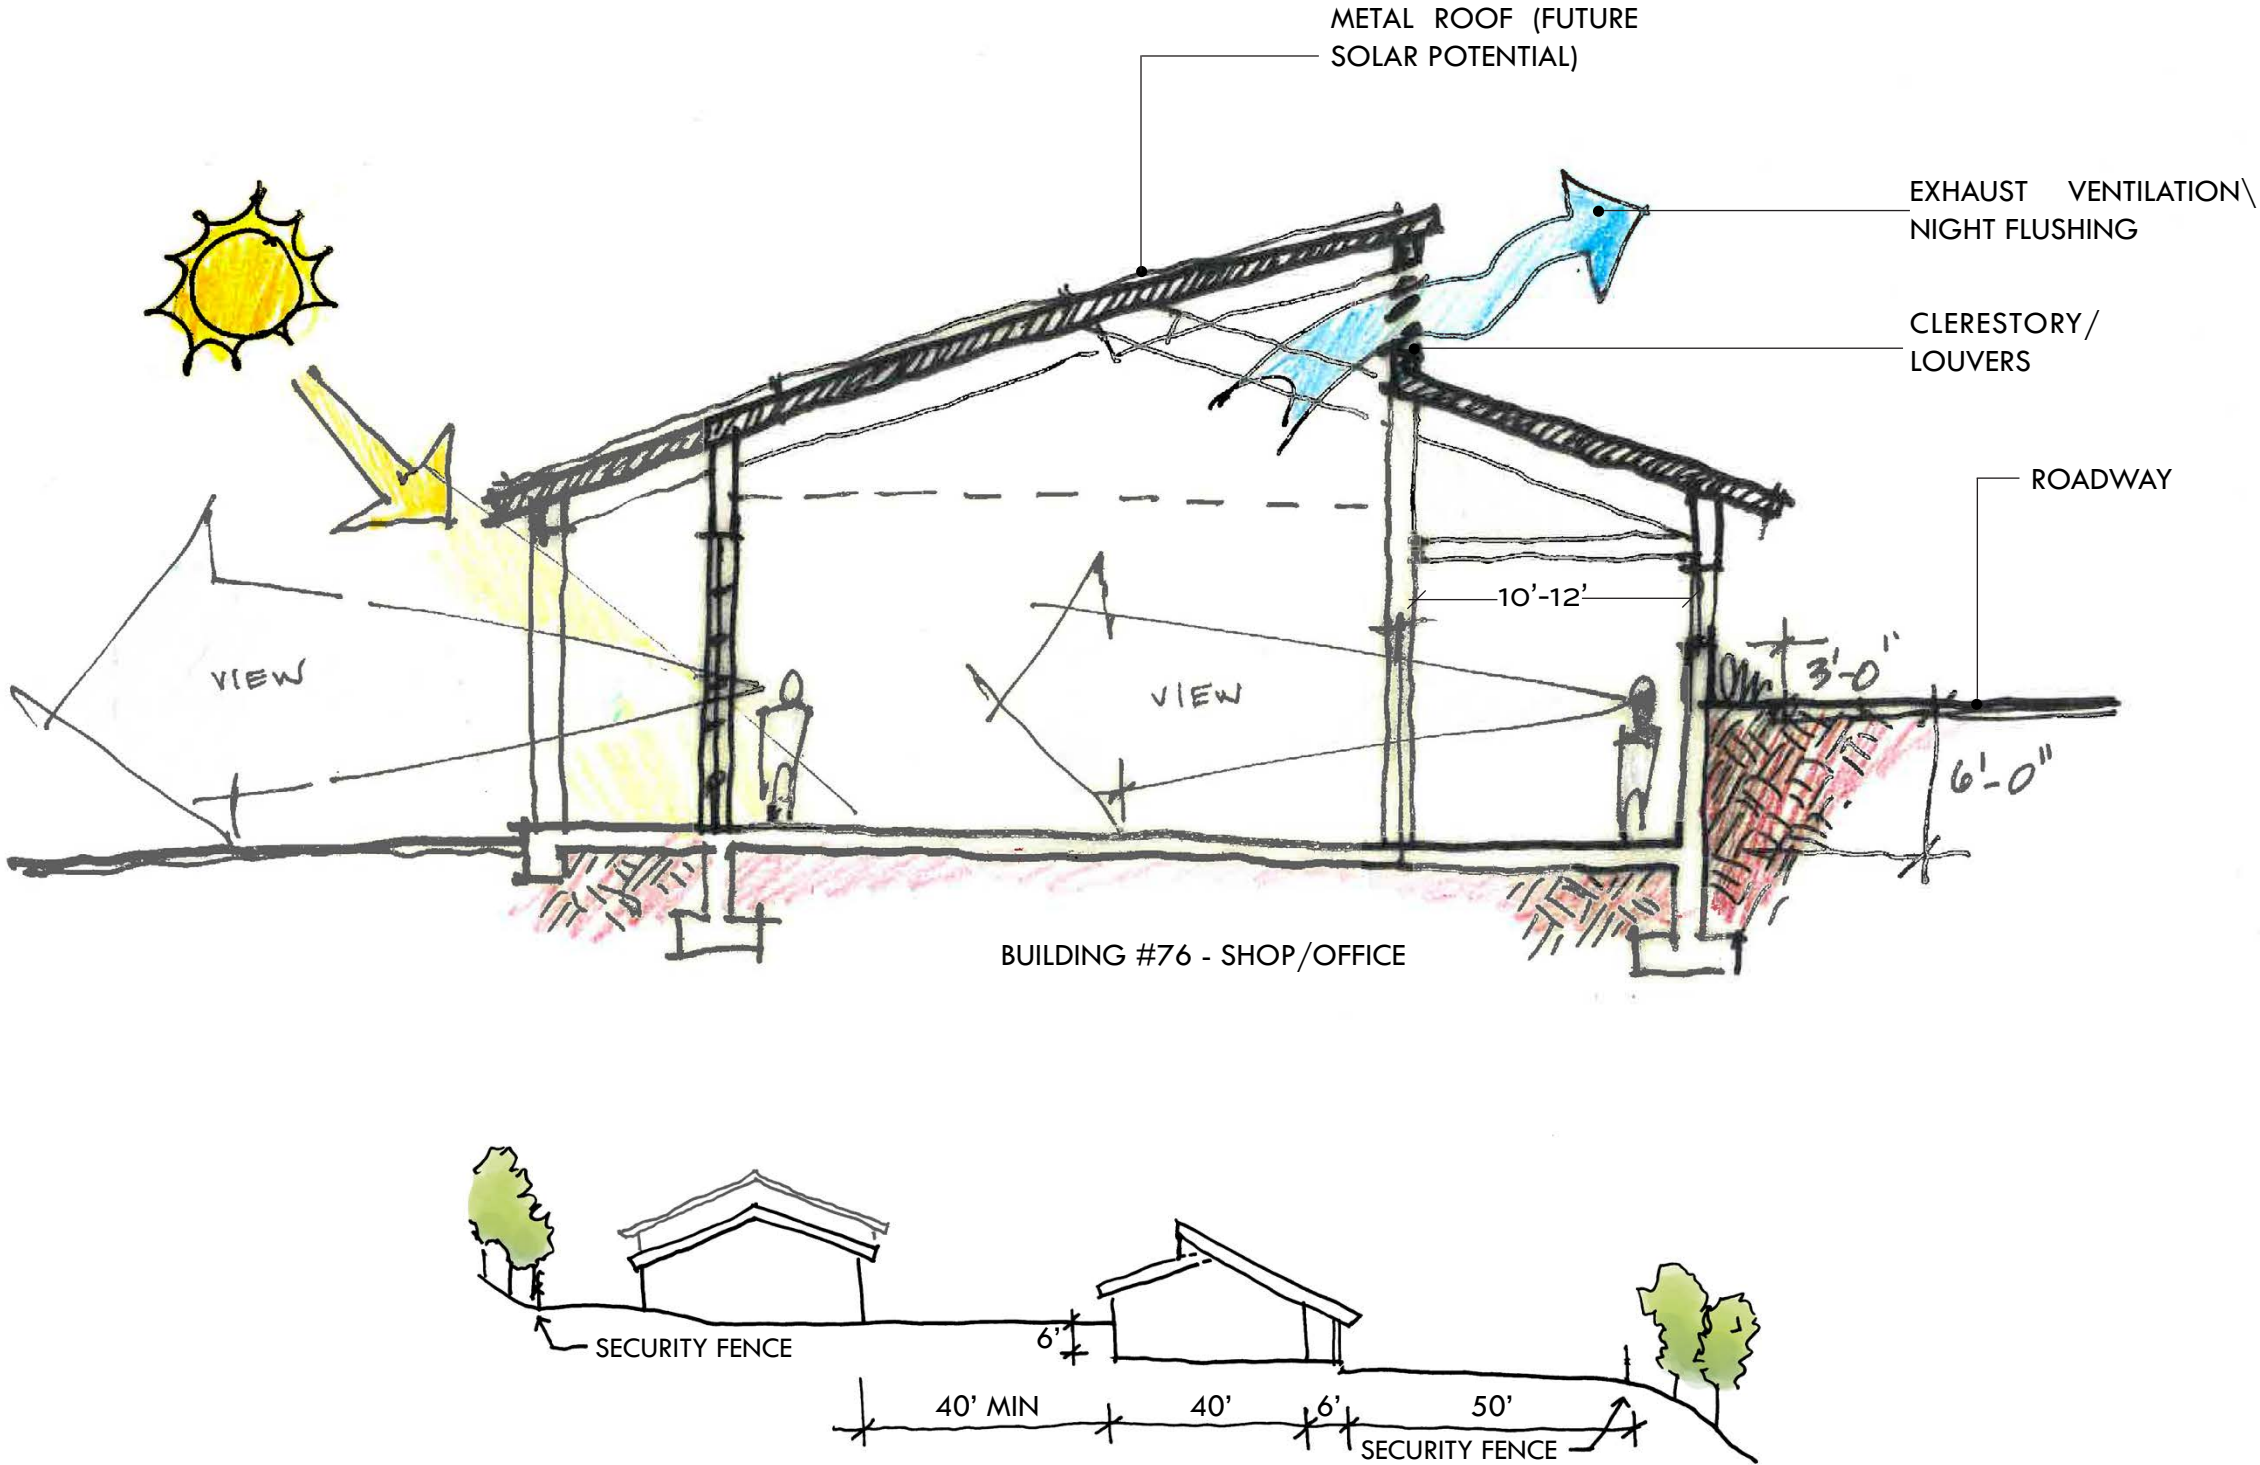 METAL ROOF (FUTURE
SOLAR POTENTIAL)
EXHAUST VENTILATION\
NIGHT FLUSHING
CLERESTORY/
LOUVERS
ROADWAY
10'-12'
VIEW
VIEW
3'-0"
6'-0"
BUILDING #76 - SHOP/OFFICE
SECURITY FENCE
6'
40' MIN
40'
6'
50'
SECURITY FENCE